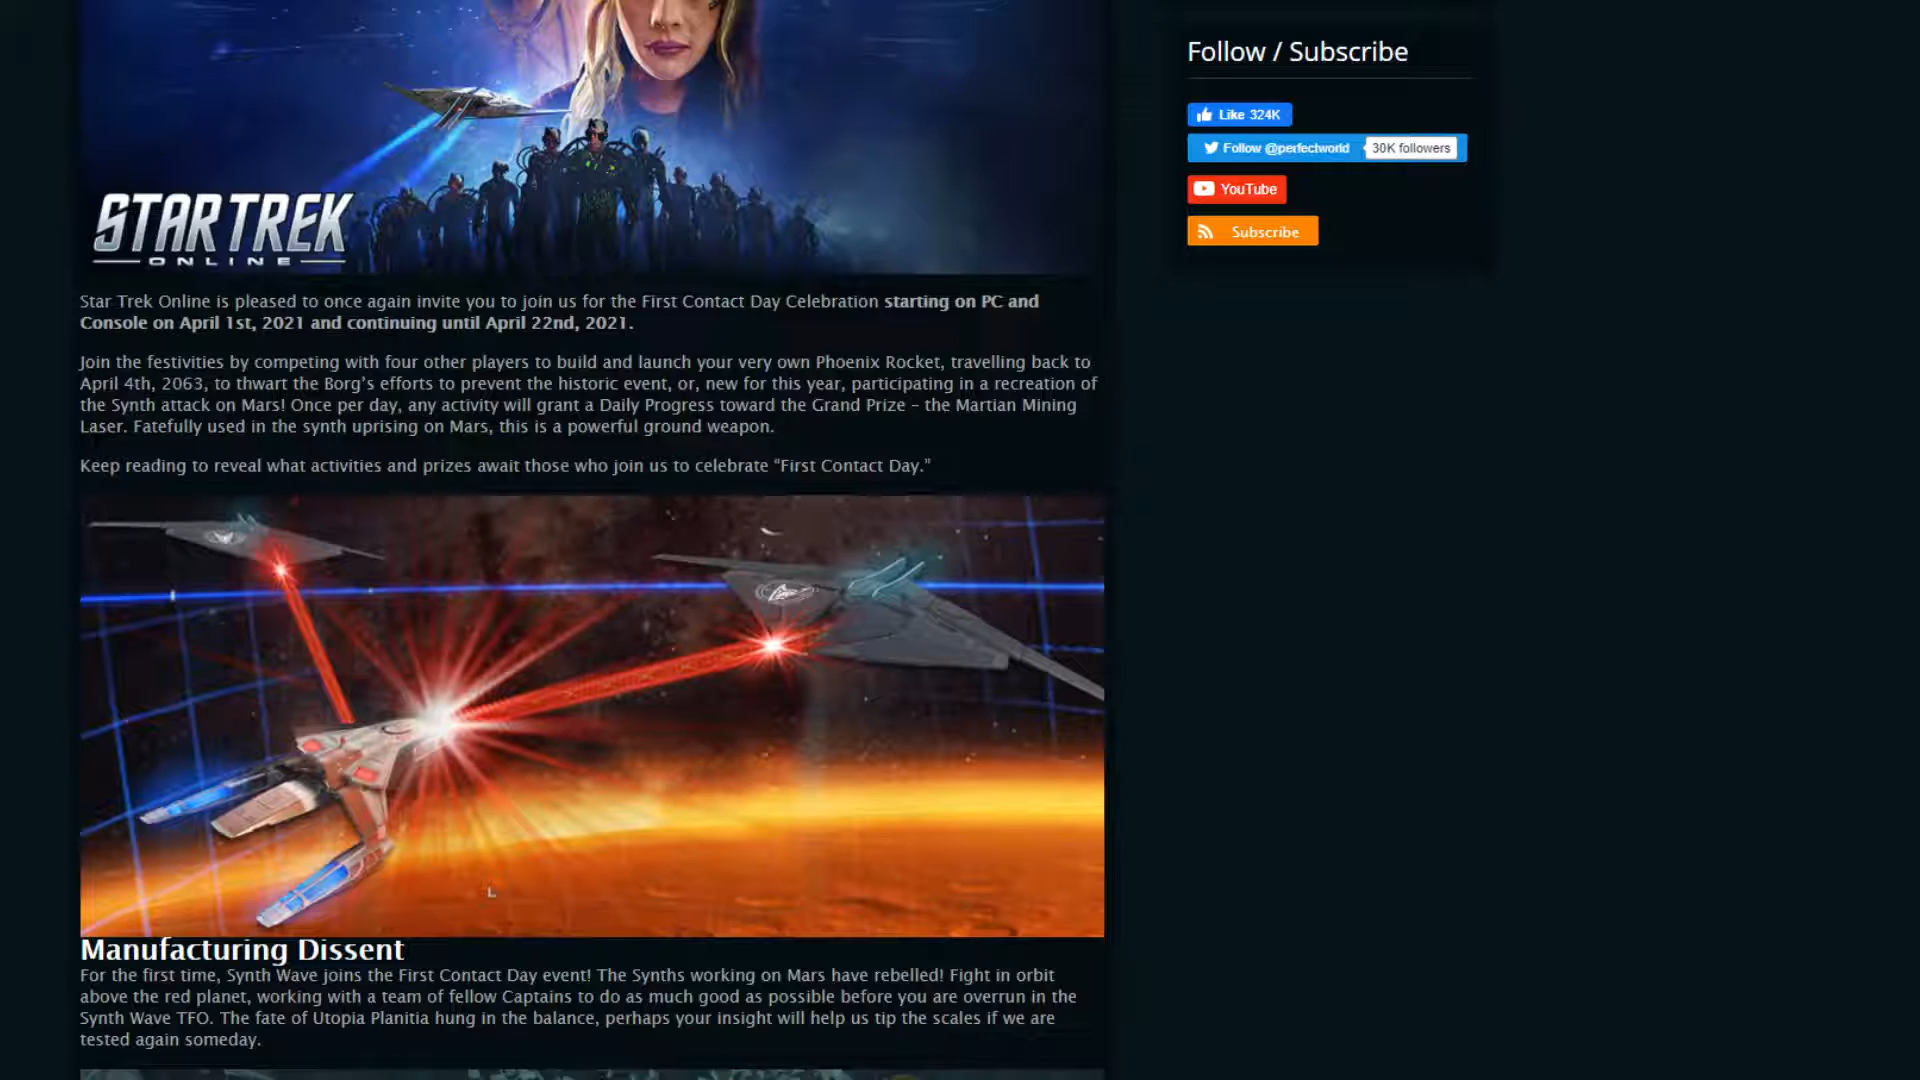 STAR TREK
ONLINE
Star Trek Online is pleased to once again invite you to join us for the First Contact Day Celebration starting on PC and
Console on April 1st, 2021 and continuing until April 22nd, 2021.
Join the festivities by competing with four other players to build and launch your very own Phoenix Rocket, travelling back to
April 4th, 2063, to thwart the Borg’s efforts to prevent the historic event, or, new for this year, participating in a recreation of
the Synth attack on Mars! Once per day, any activity will grant a Daily Progress toward the Grand Prize – the Martian Mining
Laser. Fatefully used in the synth uprising on Mars, this is a powerful ground weapon.
Keep reading to reveal what activities and prizes await those who join us to celebrate “First Contact Day.”
Manufacturing Dissent
For the first time, Synth Wave joins the First Contact Day event! The Synths working on Mars have rebelled! Fight in orbit
above the red planet, working with a team of fellow Captains to do as much good as possible before you are overrun in the
Synth Wave TFO. The fate of Utopia Planitia hung in the balance, perhaps your insight will help us tip the scales if we are
tested again someday.
Follow / Subscribe
Like 324K
Follow @perfectworld 30K followers
YouTube
Subscribe